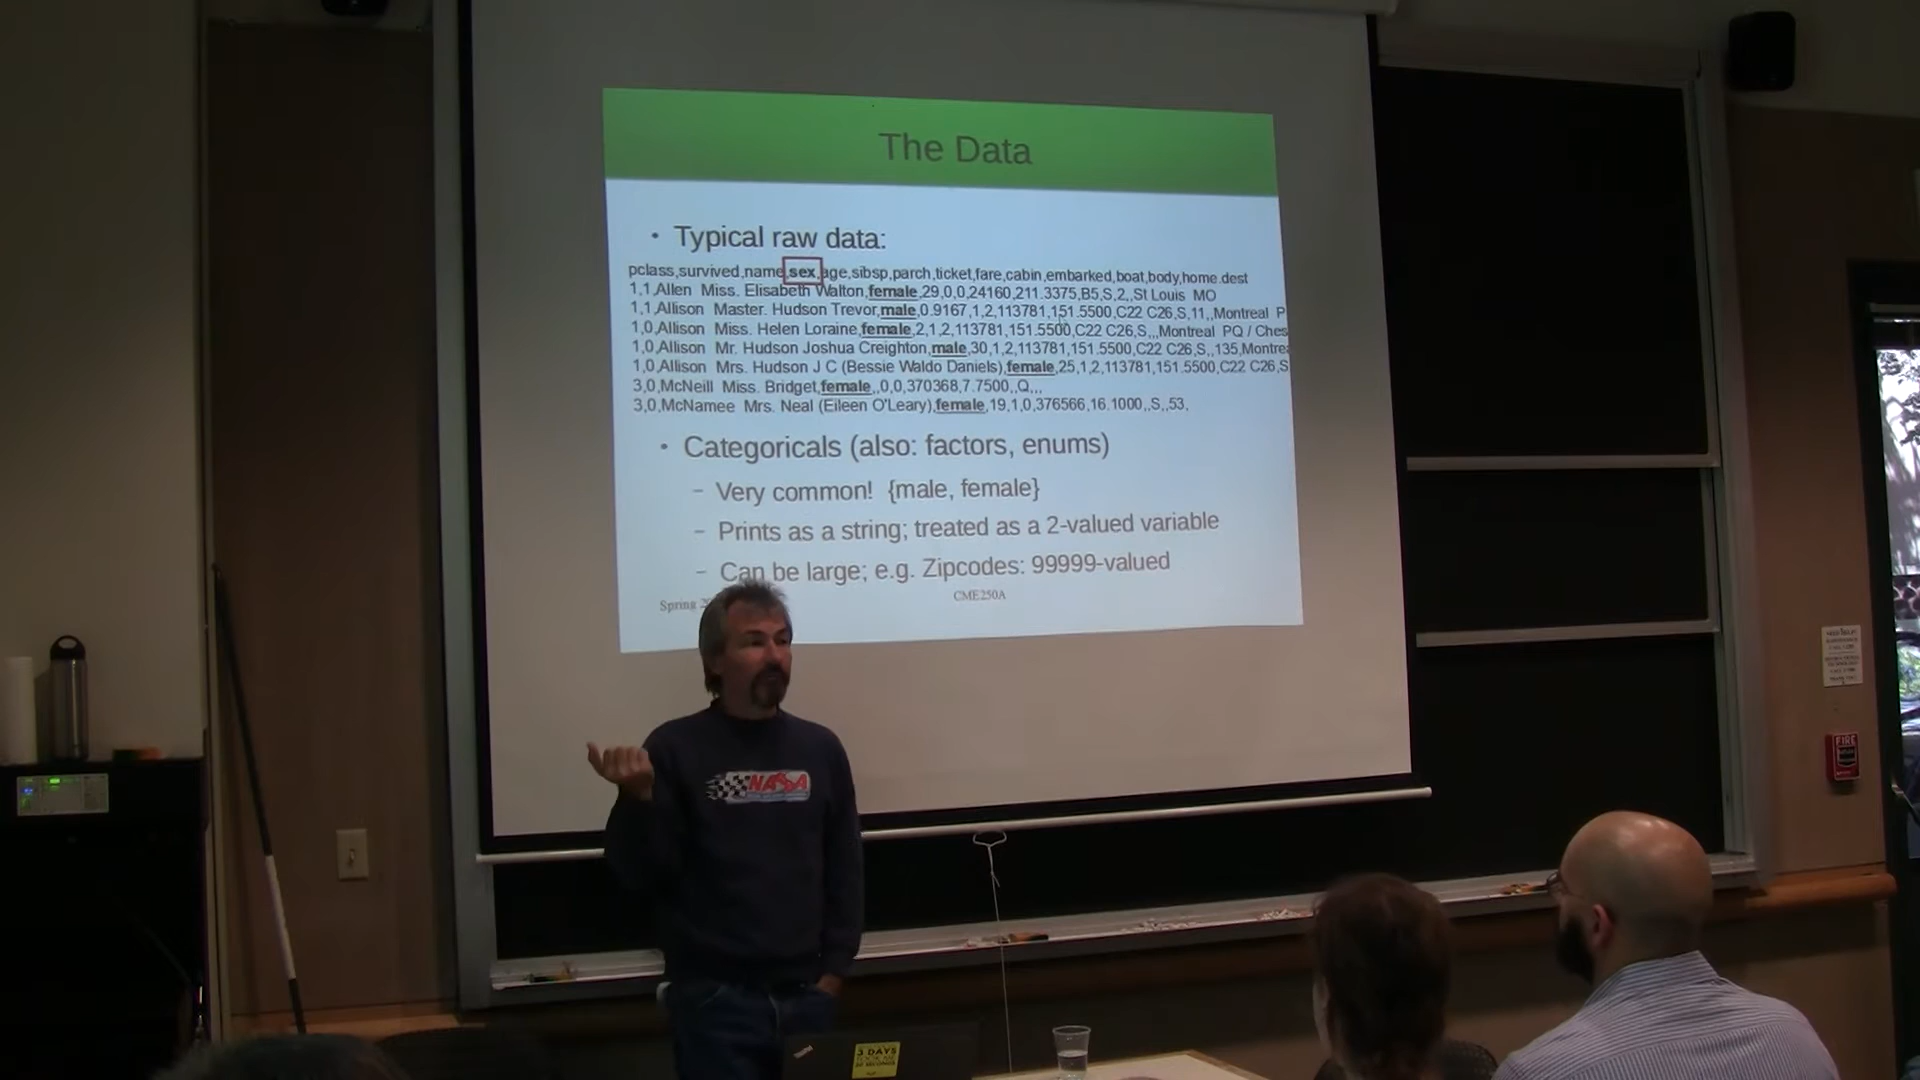 The Data
• Typical raw data:
pclass,survived,name,sex,age,sibsp,parch,ticket,fare,cabin,embarked,boat,body,home.dest
1,1,Allen Miss. Elisabeth Walton,female,29,0,0,24160,211.3375,B5,S,2,,St Louis MO
1,1,Allison Master. Hudson Trevor,male,0.9167,1,2,113781,151.5500,C22 C26,S,11,,Montreal P
1,0,Allison Miss. Helen Loraine,female,2,1,2,113781,151.5500,C22 C26,S,,,Montreal PQ / Ches
1,0,Allison Mr. Hudson Joshua Creighton,male,30,1,2,113781,151.5500,C22 C26,S,,135,Montrea
1,0,Allison Mrs. Hudson J C (Bessie Waldo Daniels),female,25,1,2,113781,151.5500,C22 C26,S
3,0,McNeill Miss. Bridget,female,,0,0,370368,7.7500,,Q,,,
3,0,McNamee Mrs. Neal (Eileen O'Leary),female,19,1,0,376566,16.1000,,S,,53,
• Categoricals (also: factors, enums)
– Very common! {male, female}
– Prints as a string; treated as a 2-valued variable
– Can be large; e.g. Zipcodes: 99999-valued
Spring
CME250A
NASA
FIRE
3 DAYS